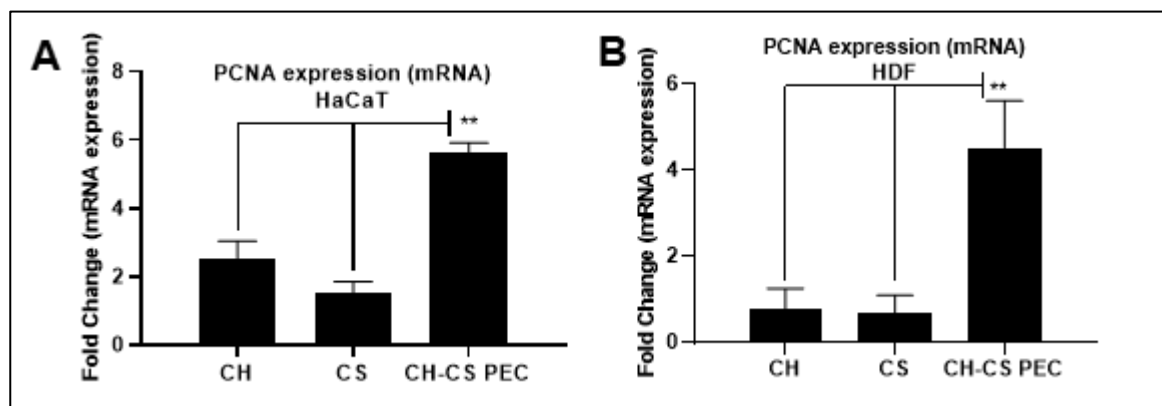 A
PCNA expression (mRNA)
HaCaT
**
Fold Change (mRNA expression)
8
6
4
2
0
CH
CS
CH-CS PEC
B
PCNA expression (mRNA)
HDF
**
Fold Change (mRNA expression)
6
4
2
0
CH
CS
CH-CS PEC